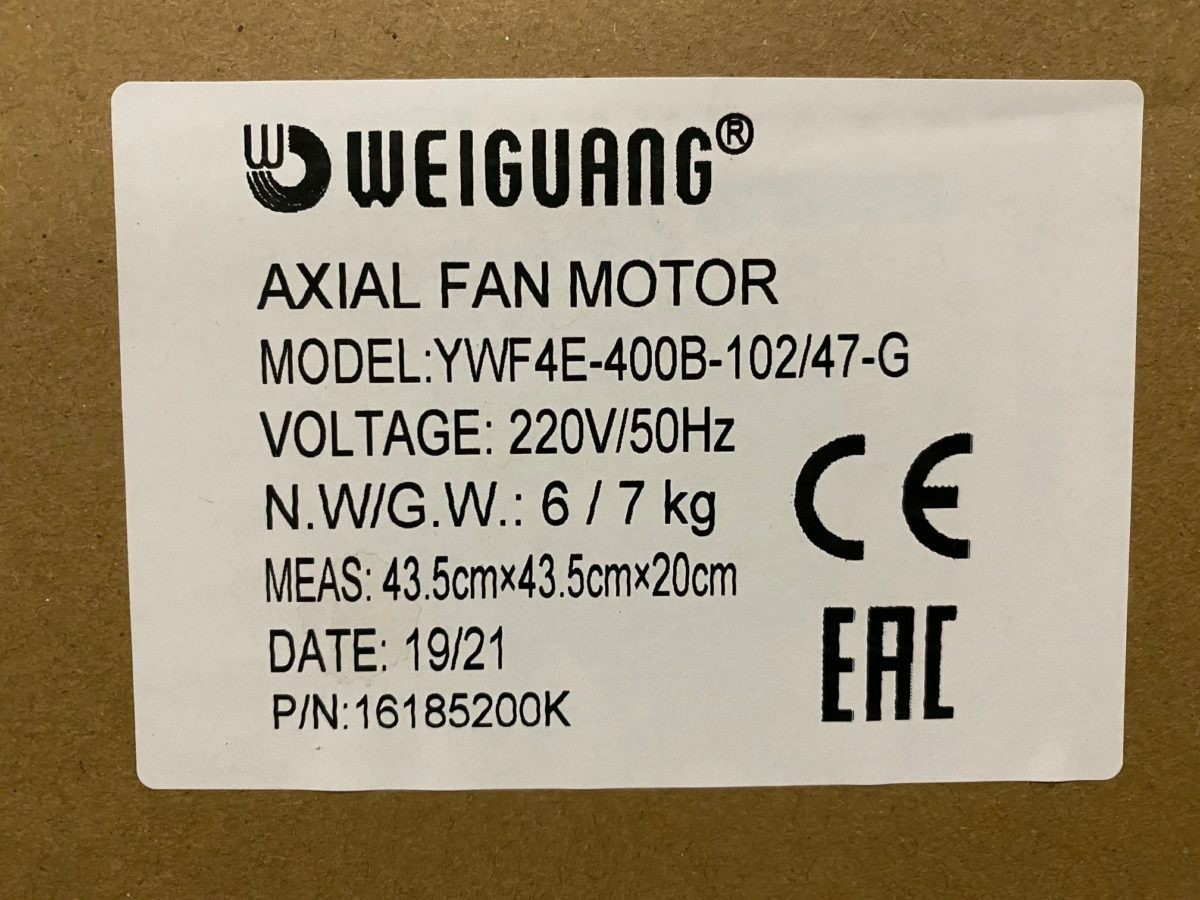 W WEIGUANG®
AXIAL FAN MOTOR
MODEL:YWF4E-400B-102/47-G
VOLTAGE: 220V/50Hz
N.W/G.W.: 6 / 7 kg
MEAS: 43.5cm×43.5cm×20cm
DATE: 19/21
P/N:16185200K
CE
EAC